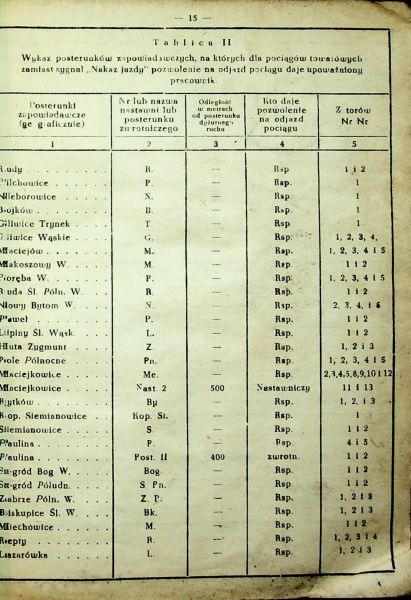 — 15 —
Tablica II
Wykaz posterunków zapowiadawczych, na których dla pociągów towarowych
zamiast sygnał „Nakaz jazdy" pozwolenie na odjazd pociągu daje upoważniony
pracownik.
Posterunki zapowiadawcze (geograficznie) Nr lub nazwa nastawni lub posterunku zwrotniczego Odległość w metrach od posterunku dyżurnego ruchu Kto daje pozwolenie na odjazd pociągu Z torów Nr Nr
1 2 3 4 5
Rudy R. — Rsp. 1 i 2
Pilchowice P. — Rsp. 1
Nieborowice N. — Rsp. 1
Bojków B. — Rsp. 1
Gliwice Trynek T. — Rsp. 1
Gliwice Wąskie G. — Rsp. 1, 2, 3, 4,
Maciejów M. — Rsp. 1, 2, 3, 4 i 5
Makoszowy W. M. — Rsp. 1 i 2
Poręba W. P. — Rsp. 1, 2, 3, 4 i 5
Ruda Śl. Półn. W. R. — Rsp. 1 i 2
Nowy Bytom W. N. — Rsp. 2, 3, 4, i 5
Paweł P. — Rsp. 1 i 2
Lipiny Śl. Wąsk. L. — Rsp. 1 i 2
Huta Zygmunt Z. — Rsp. 1, 2 i 3
Pole Północne Pn. — Rsp. 1, 2, 3, 4 i 5
Maciejkowice Mc. — Rsp. 2,3,4,5,8,9,10 i 12
Maciejkowice Nast. 2 500 Nastawniczy 11 i 13
Bytków By — Rsp. 1, 2, i 3
Kop. Siemianowice Kop. Si. — Rsp. 1
Siemianowice S. — Rsp. 1 i 2
Paulina P. — Rsp. 4 i 5
Paulina Post. II 400 zwrotn. 1 i 2
St-gród Bog W. Bog. — Rsp. 1 i 2
St-gród Połudn. S. Pn. — Rsp. 1 i 2
Zabrze Półn. W. Z. P. — Rsp. 1, 2 i 3
Biskupice Śl. W. Bk. — Rsp. 1, 2 i 3
Miechowice M. — Rsp. 1 i 2
Repty R. — Rsp. 1, 2, 3 i 4
Lazarówka L. — Rsp. 1, 2 i 3